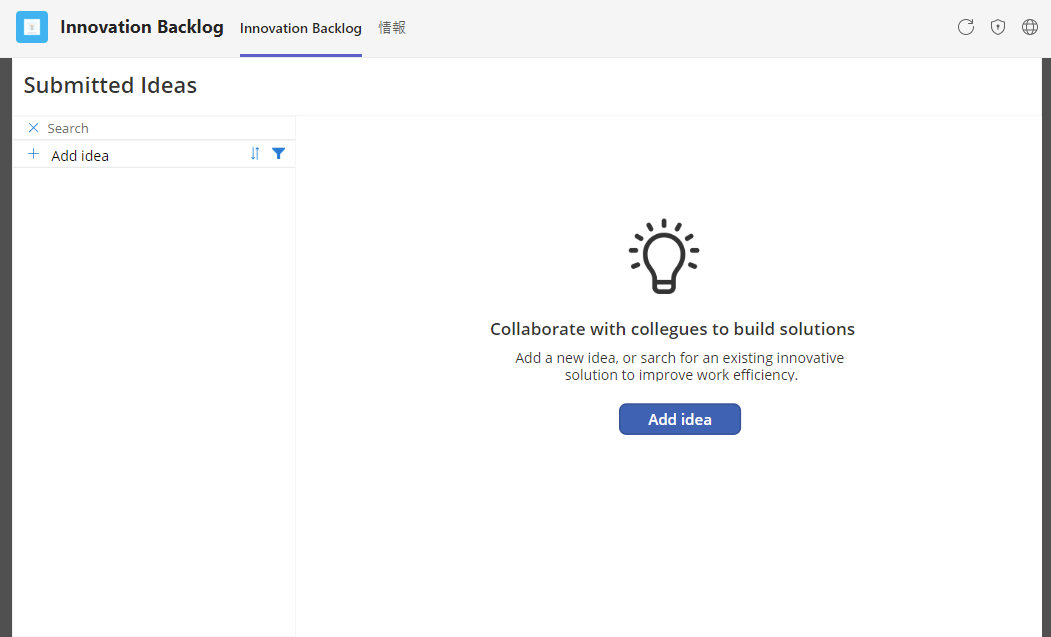 Innovation Backlog
Innovation Backlog
情報
Submitted Ideas
Search
Add idea
Collaborate with collegues to build solutions
Add a new idea, or sarch for an existing innovative
solution to improve work efficiency.
Add idea